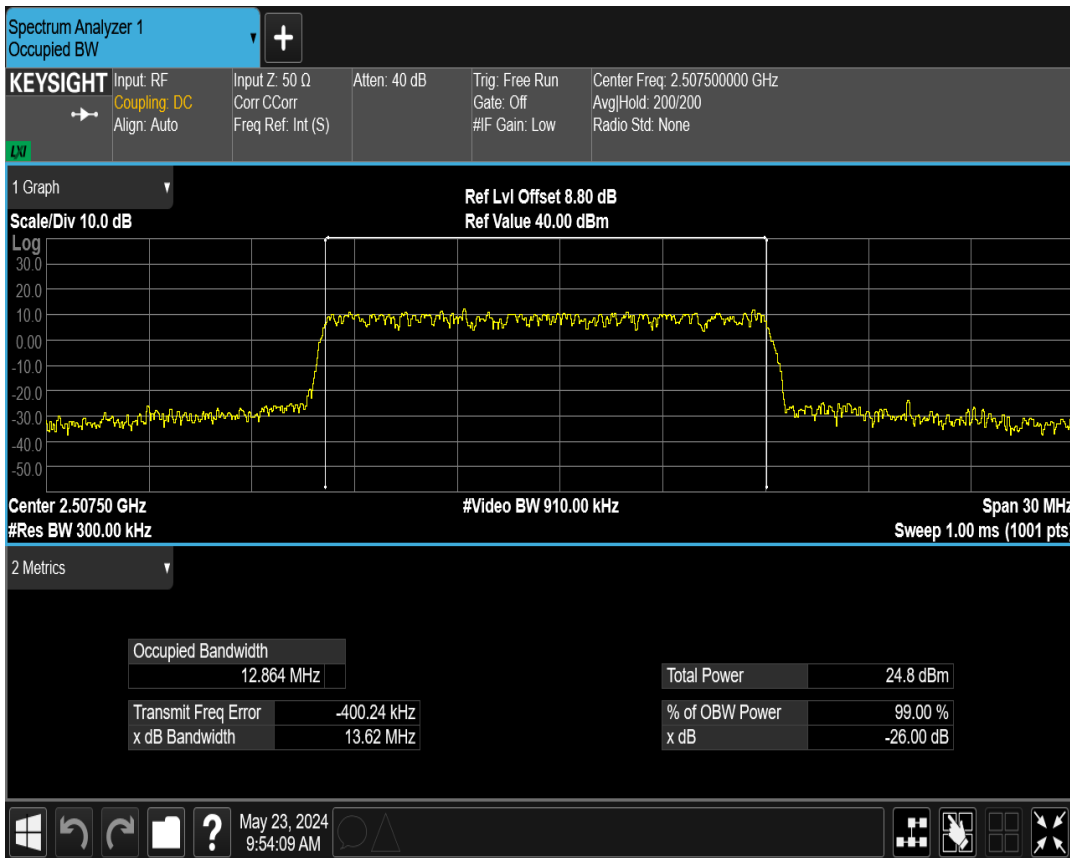 Spectrum Analyzer 1
Occupied BW
+
KEYSIGHT
LXI
Input: RF
Coupling: DC
Align: Auto
Input Z: 50 Ω
Corr CCorr
Freq Ref: Int (S)
Atten: 40 dB
Trig: Free Run
Gate: Off
#IF Gain: Low
Center Freq: 2.507500000 GHz
Avg|Hold: 200/200
Radio Std: None
1 Graph
Scale/Div 10.0 dB
Ref Lvl Offset 8.80 dB
Ref Value 40.00 dBm
Log
30.0
20.0
10.0
0.00
-10.0
-20.0
-30.0
-40.0
-50.0
Center 2.50750 GHz
#Res BW 300.00 kHz
#Video BW 910.00 kHz
Span 30 MHz
Sweep 1.00 ms (1001 pts)
2 Metrics
Occupied Bandwidth
12.864 MHz
Transmit Freq Error -400.24 kHz
x dB Bandwidth 13.62 MHz
Total Power 24.8 dBm
% of OBW Power 99.00 %
x dB -26.00 dB
?
May 23, 2024
9:54:09 AM